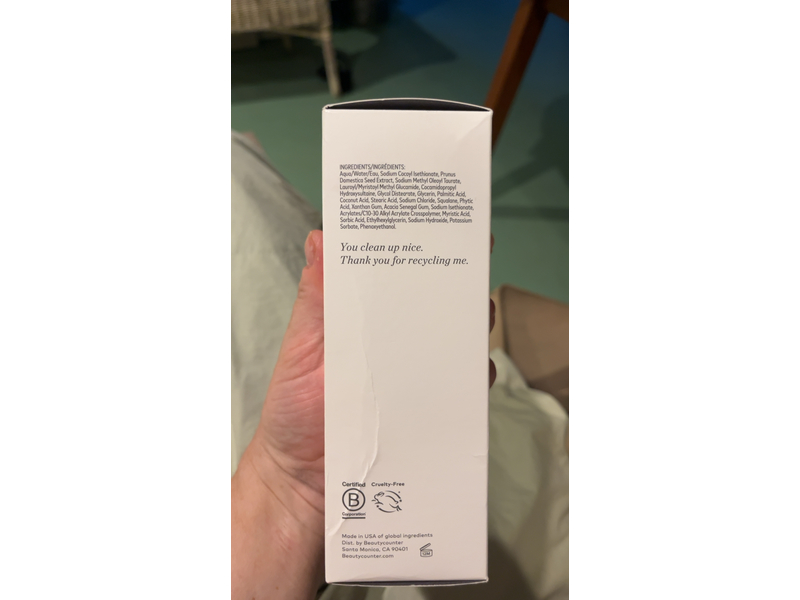 INGREDIENTS/INGRÉDIENTS:
Aqua/Water/Eau, Sodium Cocoyl Isethionate, Prunus
Domestica Seed Extract, Sodium Methyl Oleoyl Taurate,
Lauroyl/Myristoyl Methyl Glucamide, Cocamidopropyl
Hydroxysultaine, Glycol Distearate, Glycerin, Palmitic Acid,
Coconut Acid, Stearic Acid, Sodium Chloride, Squalane, Phytic
Acid, Xanthan Gum, Acacia Senegal Gum, Sodium Isethionate,
Acrylates/C10-30 Alkyl Acrylate Crosspolymer, Myristic Acid,
Sorbic Acid, Ethylhexylglycerin, Sodium Hydroxide, Potassium
Sorbate, Phenoxyethanol.
You clean up nice.
Thank you for recycling me.
Certified
B
Corporation
Cruelty-Free
Made in USA of global ingredients
Dist. by Beautycounter
Santa Monica, CA 90401
Beautycounter.com